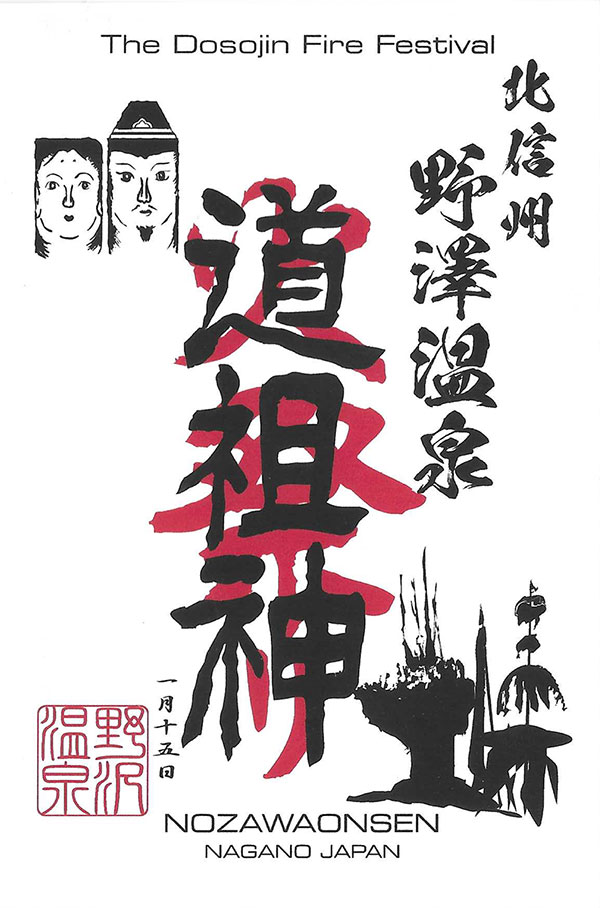 The Dosojin Fire Festival
北信州
野澤温泉
道祖神
一月十五日
野沢
温泉
NOZAWAONSEN
NAGANO JAPAN